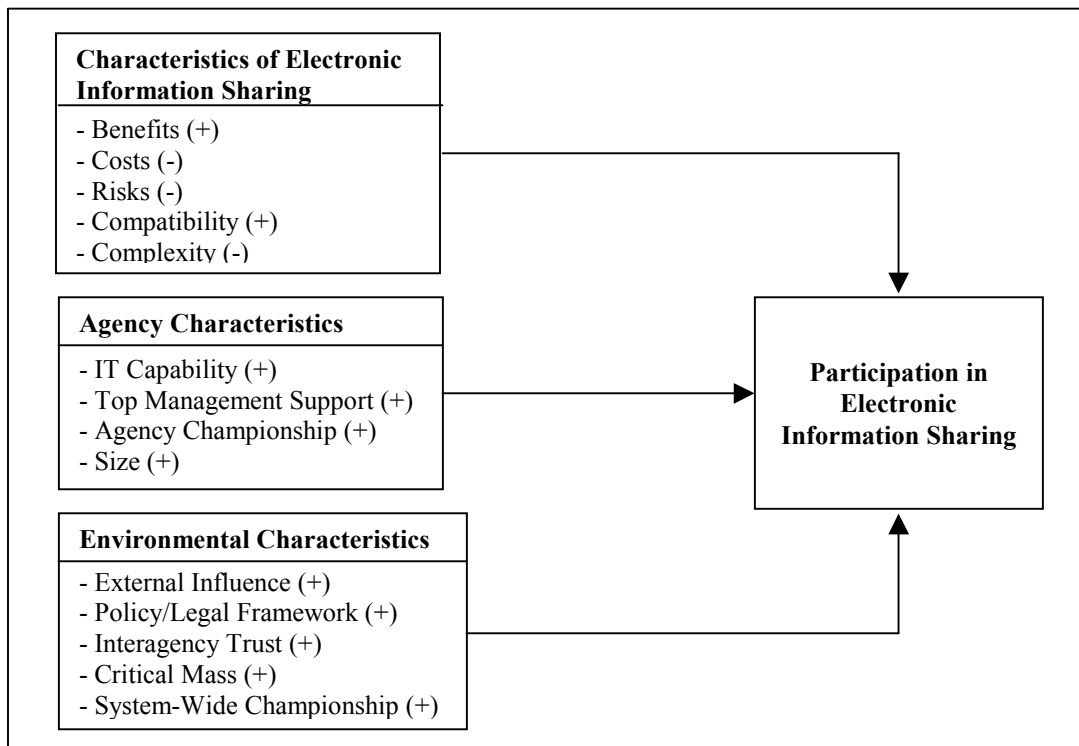 Characteristics of Electronic
Information Sharing
- Benefits (+)
- Costs (-)
- Risks (-)
- Compatibility (+)
- Complexity (-)
Agency Characteristics
- IT Capability (+)
- Top Management Support (+)
- Agency Championship (+)
- Size (+)
Participation in
Electronic
Information Sharing
Environmental Characteristics
- External Influence (+)
- Policy/Legal Framework (+)
- Interagency Trust (+)
- Critical Mass (+)
- System-Wide Championship (+)